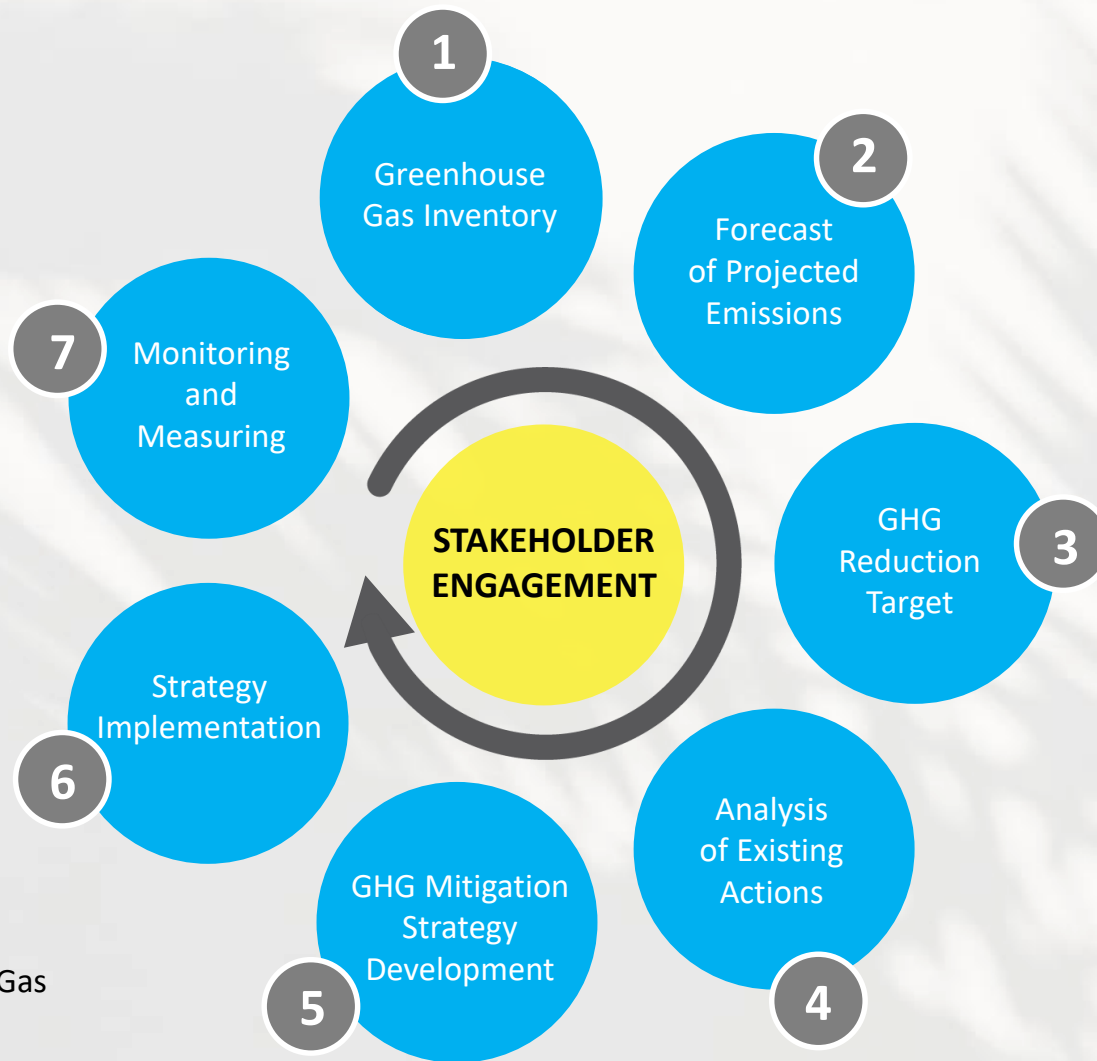 1
Greenhouse
Gas Inventory
2
Forecast
of Projected
Emissions
3
GHG
Reduction
Target
4
Analysis
of Existing
Actions
5
GHG Mitigation
Strategy
Development
6
Strategy
Implementation
7
Monitoring
and
Measuring
STAKEHOLDER
ENGAGEMENT
Gas